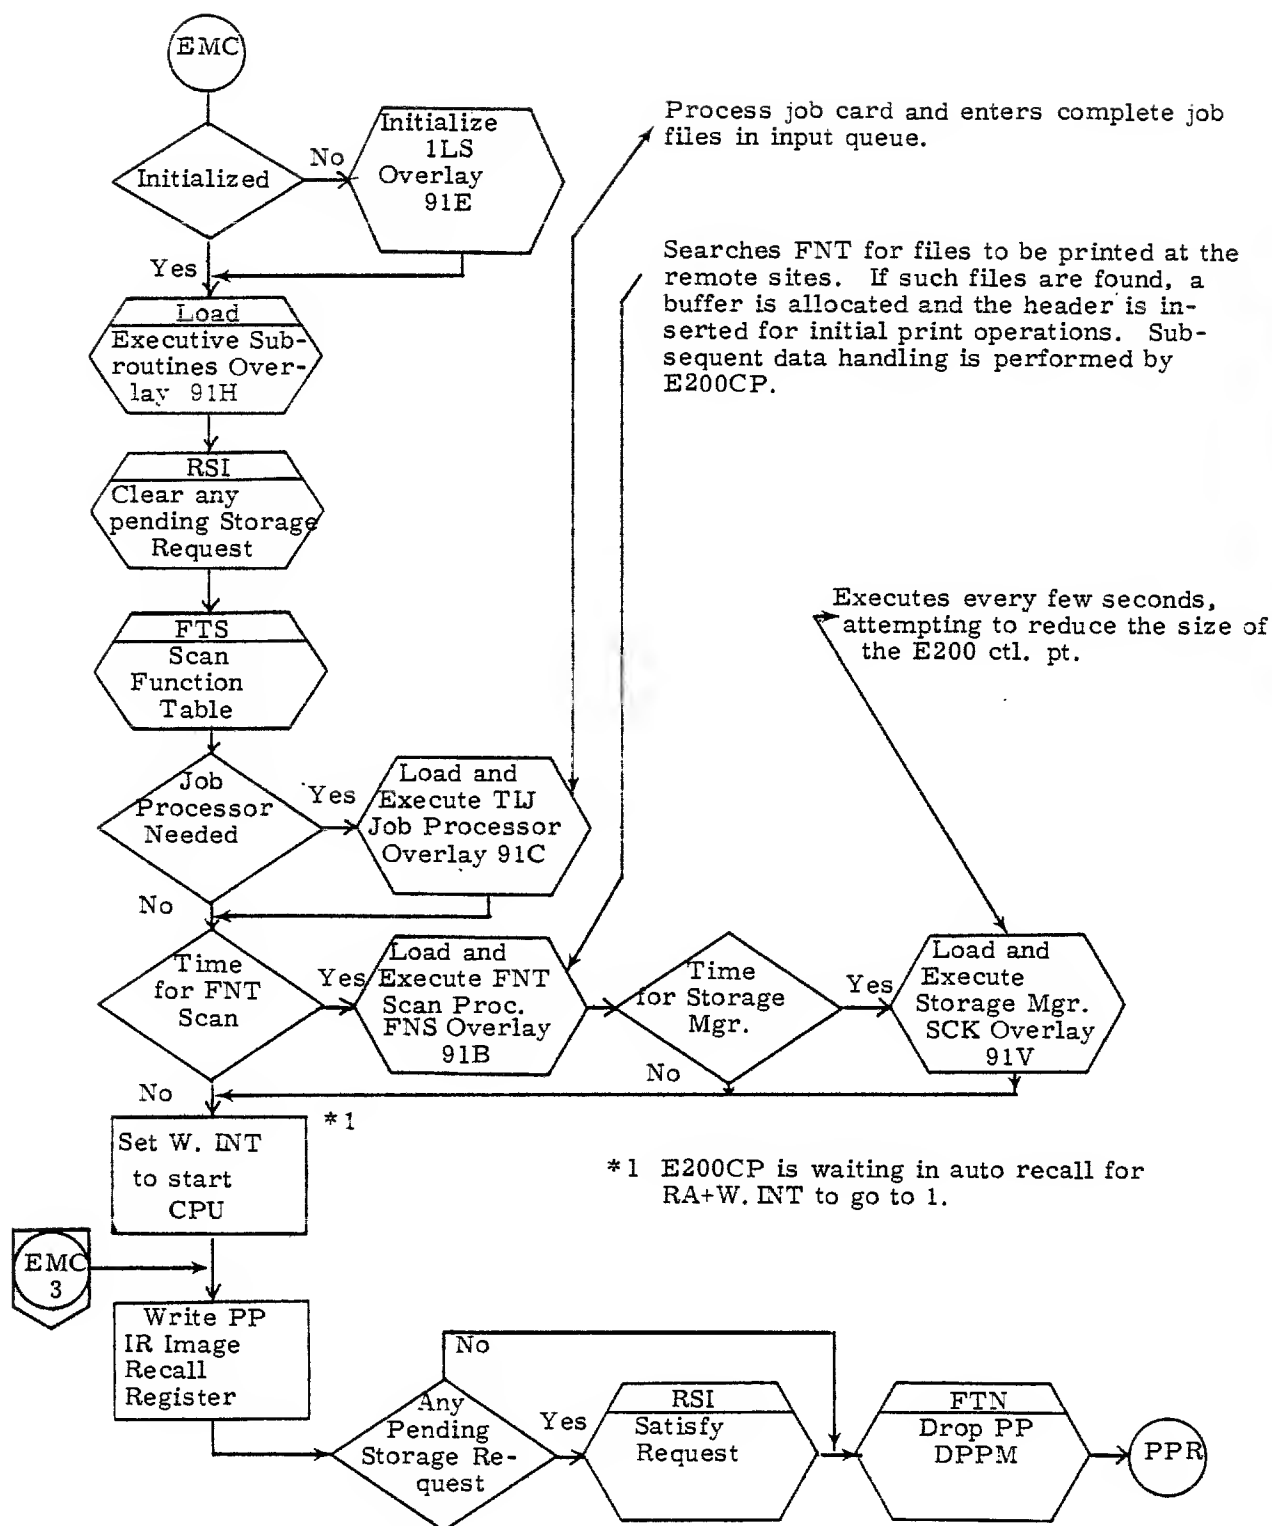 EMC
Initialized
No
Initialize
1LS
Overlay
91E
Process job card and enters complete job
files in input queue.
Yes
Load
Executive Sub-
routines Over-
lay 91H
Searches FNT for files to be printed at the
remote sites. If such files are found, a
buffer is allocated and the header is in-
serted for initial print operations. Sub-
sequent data handling is performed by
E200CP.
RSI
Clear any
pending Storage
Request
FTS
Scan
Function
Table
Executes every few seconds,
attempting to reduce the size of
the E200 ctl. pt.
Job
Processor
Needed
Yes
Load and
Execute TIJ
Job Processor
Overlay 91C
No
Time
for FNT
Scan
Yes
Load and
Execute FNT
Scan Proc.
FNS Overlay
91B
Time
for Storage
Mgr.
Yes
Load and
Execute
Storage Mgr.
SCK Overlay
91V
No
No
Set W. INT
to start
CPU
*1
*1 E200CP is waiting in auto recall for
RA+W. INT to go to 1.
EMC
3
Write PP
IR Image
Recall
Register
No
Any
Pending
Storage Re-
quest
Yes
RSI
Satisfy
Request
FTN
Drop PP
DPPM
PPR